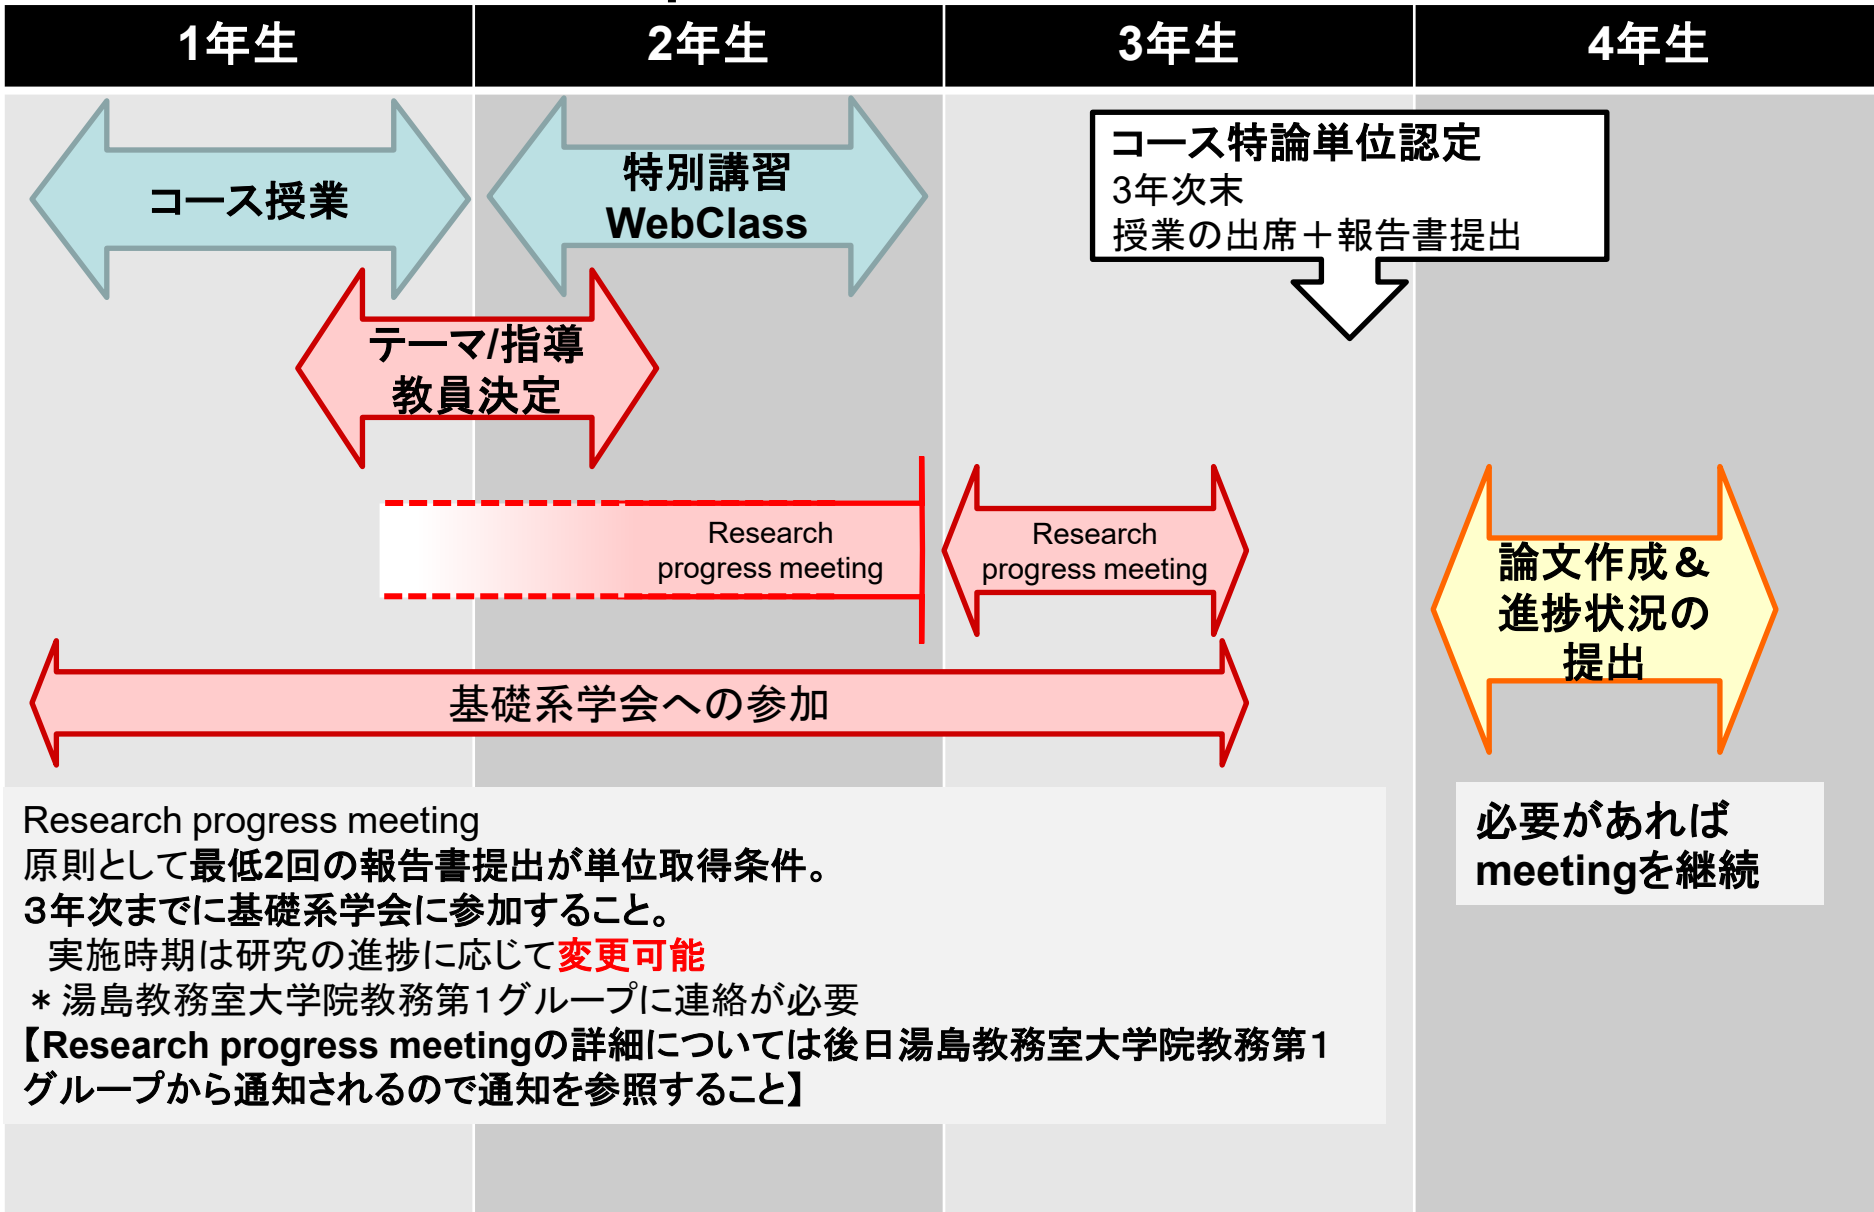 1年生
2年生
3年生
4年生
コース授業
特別講習
WebClass
コース特論単位認定
3年次末
授業の出席＋報告書提出
テーマ/指導
教員決定
Research
progress meeting
Research
progress meeting
論文作成＆
進捗状況の
提出
基礎系学会への参加
Research progress meeting
原則として最低2回の報告書提出が単位取得条件。
３年次までに基礎系学会に参加すること。
実施時期は研究の進捗に応じて変更可能
＊湯島教務室大学院教務第１グループに連絡が必要
【Research progress meetingの詳細については後日湯島教務室大学院教務第１
グループから通知されるので通知を参照すること】
必要があれば
meetingを継続